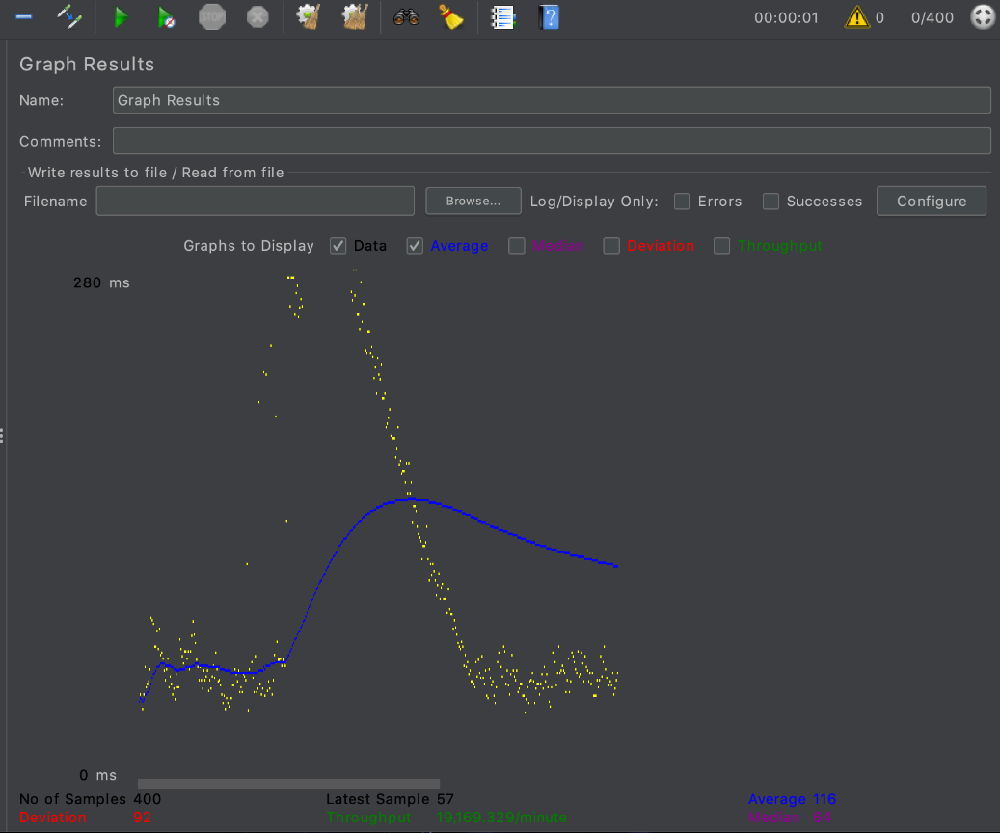 STOP
00:00:01 0 0/400
Graph Results
Name: Graph Results
Comments:
Write results to file / Read from file
Filename Browse... Log/Display Only: Errors Successes Configure
Graphs to Display Data Average Median Deviation Throughput
280 ms
0 ms
No of Samples 400 Latest Sample 57 Average 116
Deviation 92 Throughput 19,169.329/minute Median